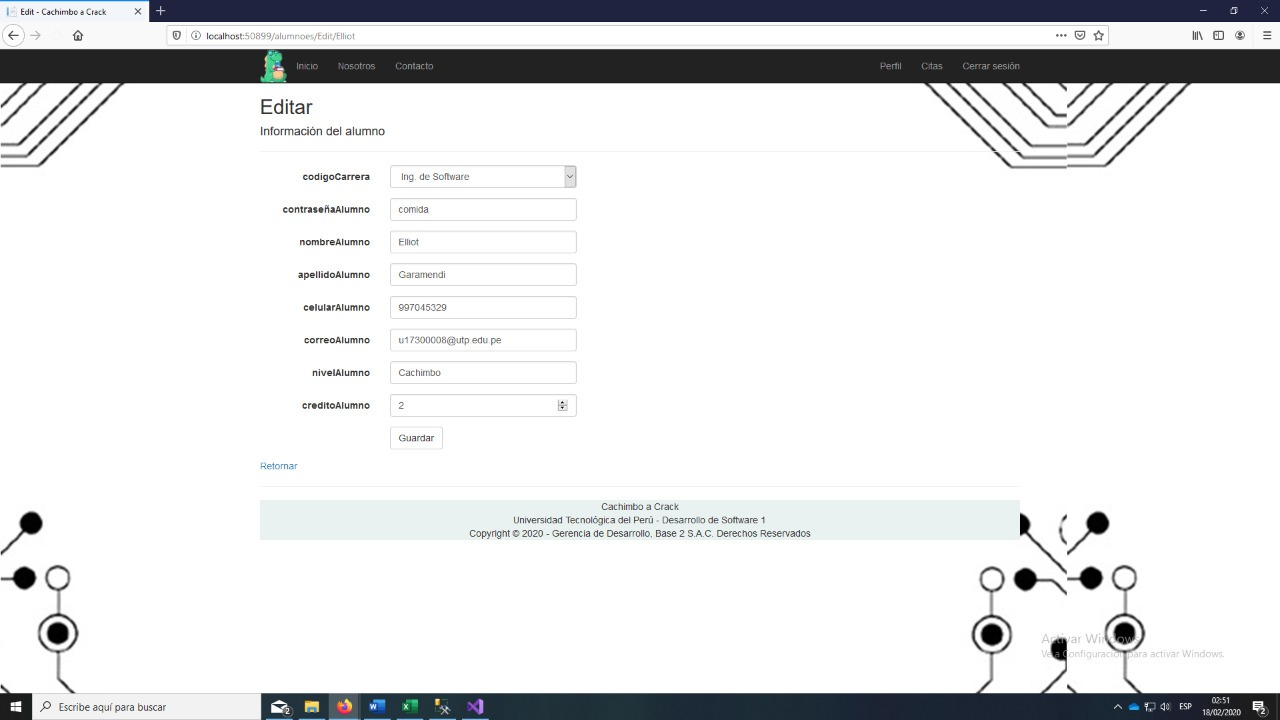 Edit - Cachimbo a Crack
localhost:50899/alumnoes/Edit/Elliot
Inicio Nosotros Contacto Perfil Citas Cerrar sesión
Editar
Información del alumno
codigoCarrera Ing. de Software
contraseñaAlumno comida
nombreAlumno Elliot
apellidoAlumno Garamendi
celularAlumno 997045329
correoAlumno u17300008@utp.edu.pe
nivelAlumno Cachimbo
creditoAlumno 2
Guardar
Retornar
Cachimbo a Crack
Universidad Tecnológica del Perú - Desarrollo de Software 1
Copyright © 2020 - Gerencia de Desarrollo, Base 2 S.A.C. Derechos Reservados
Activar Windows
Ve a Configuración para activar Windows.
Escribe aquí para buscar
ESP
02:51
18/02/2020